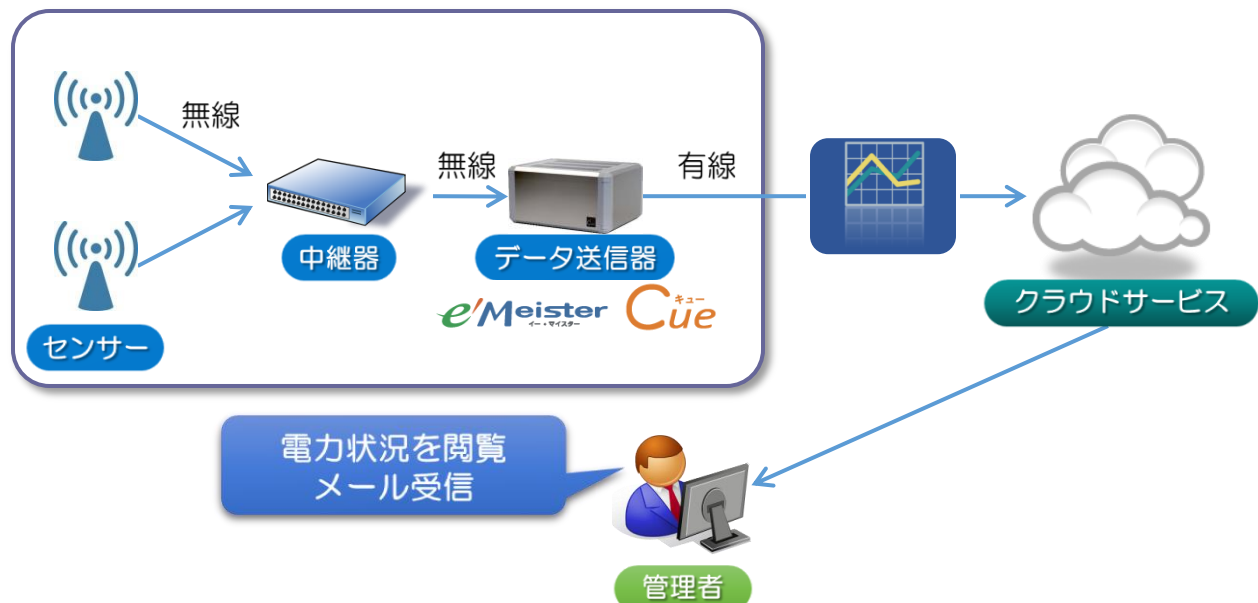 無線
無線
有線
中継器
データ送信器
e'Meister
イー・マイスター
Cue
キュー
センサー
クラウドサービス
電力状況を閲覧
メール受信
管理者